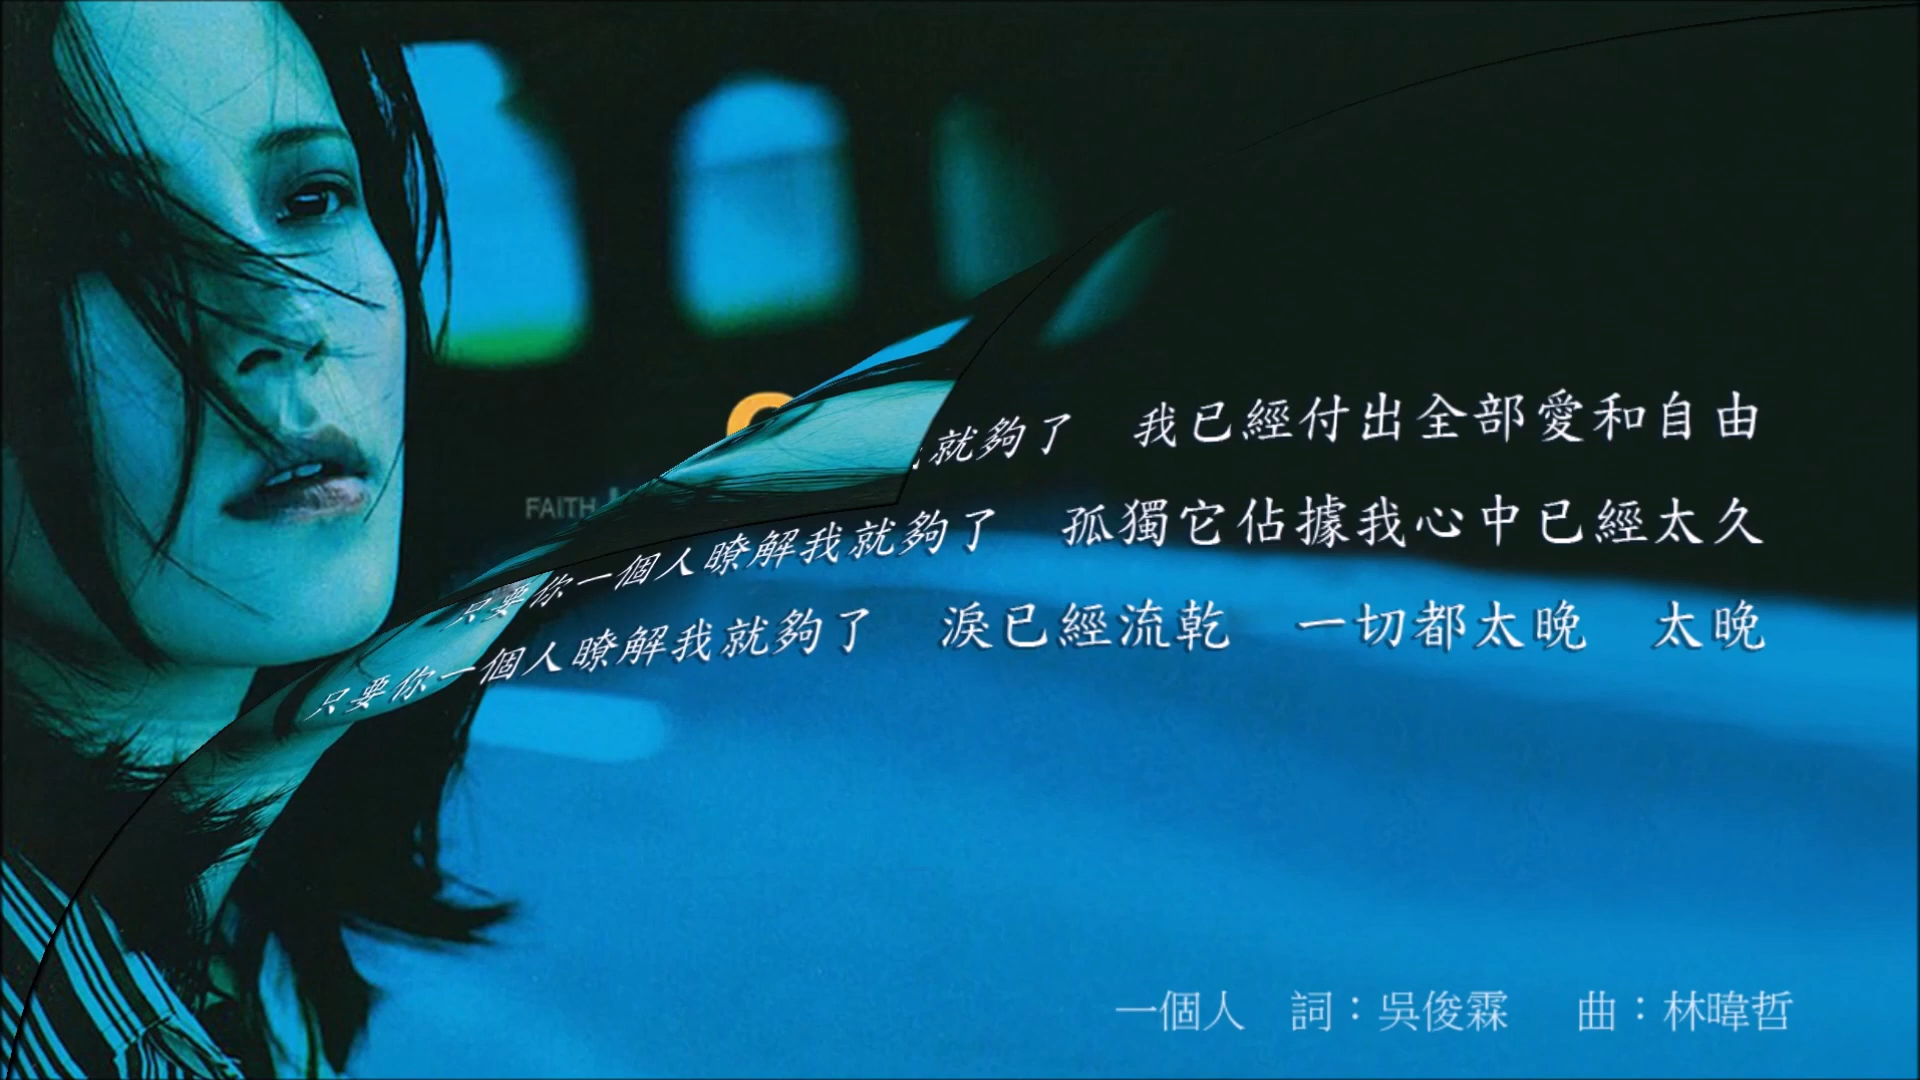 就夠了　我已經付出全部愛和自由
FAITH
只要你一個人瞭解我就夠了　孤獨它佔據我心中已經太久
只要你一個人瞭解我就夠了　淚已經流乾　一切都太晚　太晚
一個人　詞：吳俊霖　曲：林暐哲